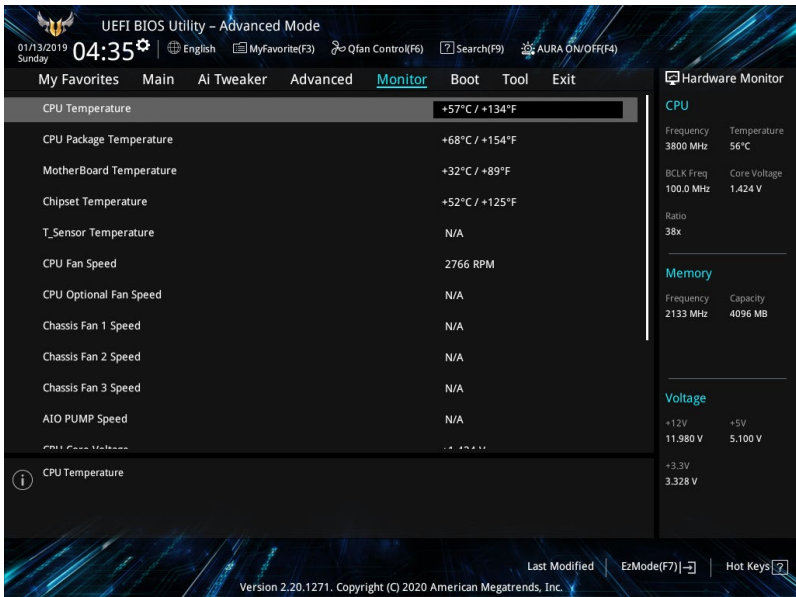 UEFI BIOS Utility – Advanced Mode
01/13/2019
Sunday
04:35
English
MyFavorite(F3)
Qfan Control(F6)
? Search(F9)
AURA ON/OFF(F4)
My Favorites Main Ai Tweaker Advanced Monitor Boot Tool Exit
Hardware Monitor
CPU Temperature +57°C / +134°F
CPU Package Temperature +68°C / +154°F
MotherBoard Temperature +32°C / +89°F
Chipset Temperature +52°C / +125°F
T_Sensor Temperature N/A
CPU Fan Speed 2766 RPM
CPU Optional Fan Speed N/A
Chassis Fan 1 Speed N/A
Chassis Fan 2 Speed N/A
Chassis Fan 3 Speed N/A
AIO PUMP Speed N/A
CPU Core Voltage +1.424 V
CPU
Frequency Temperature
3800 MHz 56°C
BCLK Freq Core Voltage
100.0 MHz 1.424 V
Ratio
38x
Memory
Frequency Capacity
2133 MHz 4096 MB
Voltage
+12V +5V
11.980 V 5.100 V
+3.3V
3.328 V
i CPU Temperature
Last Modified EzMode(F7) Hot Keys ?
Version 2.20.1271. Copyright (C) 2020 American Megatrends, Inc.